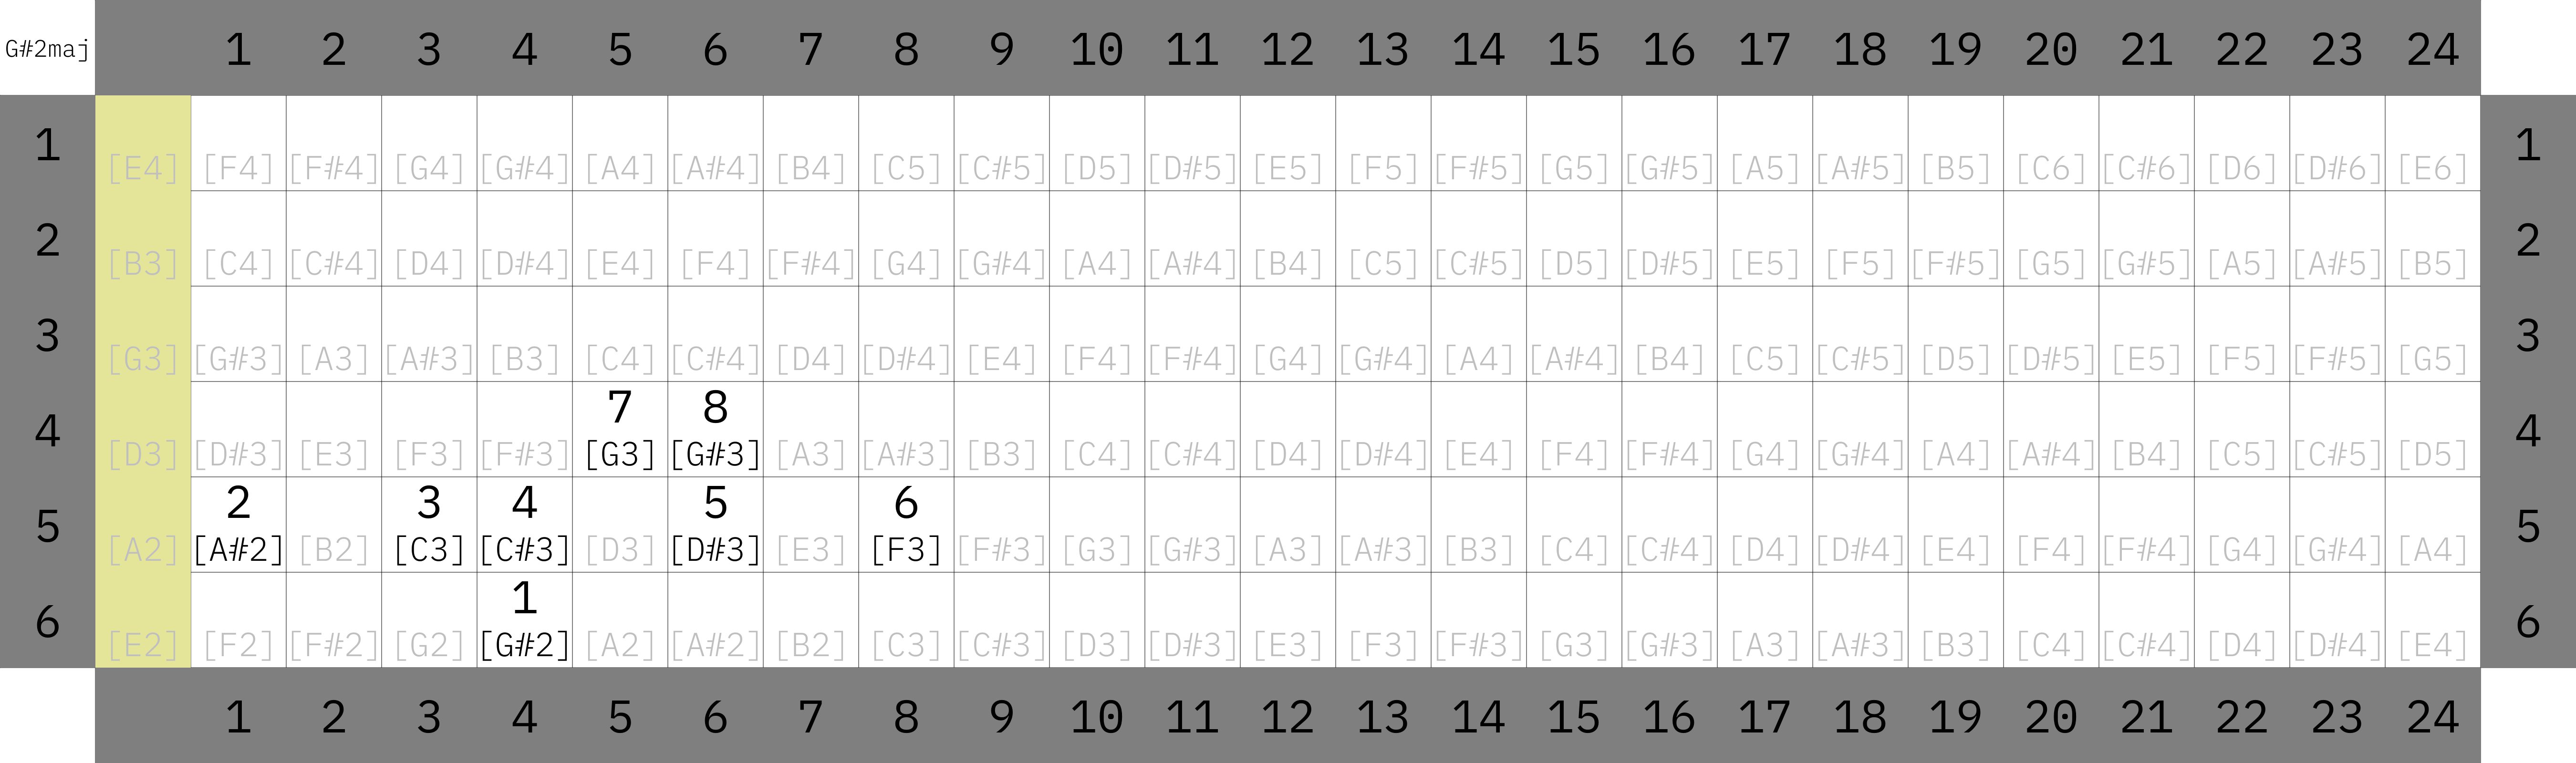 G#2maj 1 2 3 4 5 6 7 8 9 10 11 12 13 14 15 16 17 18 19 20 21 22 23 24
1 [E4] [F4] [F#4] [G4] [G#4] [A4] [A#4] [B4] [C5] [C#5] [D5] [D#5] [E5] [F5] [F#5] [G5] [G#5] [A5] [A#5] [B5] [C6] [C#6] [D6] [D#6] [E6] 1
2 [B3] [C4] [C#4] [D4] [D#4] [E4] [F4] [F#4] [G4] [G#4] [A4] [A#4] [B4] [C5] [C#5] [D5] [D#5] [E5] [F5] [F#5] [G5] [G#5] [A5] [A#5] [B5] 2
3 [G3] [G#3] [A3] [A#3] [B3] [C4] [C#4] [D4] [D#4] [E4] [F4] [F#4] [G4] [G#4] [A4] [A#4] [B4] [C5] [C#5] [D5] [D#5] [E5] [F5] [F#5] [G5] 3
7 8
4 [D3] [D#3] [E3] [F3] [F#3] [G3] [G#3] [A3] [A#3] [B3] [C4] [C#4] [D4] [D#4] [E4] [F4] [F#4] [G4] [G#4] [A4] [A#4] [B4] [C5] [C#5] [D5] 4
2 3 4 5 6
5 [A2] [A#2] [B2] [C3] [C#3] [D3] [D#3] [E3] [F3] [F#3] [G3] [G#3] [A3] [A#3] [B3] [C4] [C#4] [D4] [D#4] [E4] [F4] [F#4] [G4] [G#4] [A4] 5
1
6 [E2] [F2] [F#2] [G2] [G#2] [A2] [A#2] [B2] [C3] [C#3] [D3] [D#3] [E3] [F3] [F#3] [G3] [G#3] [A3] [A#3] [B3] [C4] [C#4] [D4] [D#4] [E4] 6
1 2 3 4 5 6 7 8 9 10 11 12 13 14 15 16 17 18 19 20 21 22 23 24